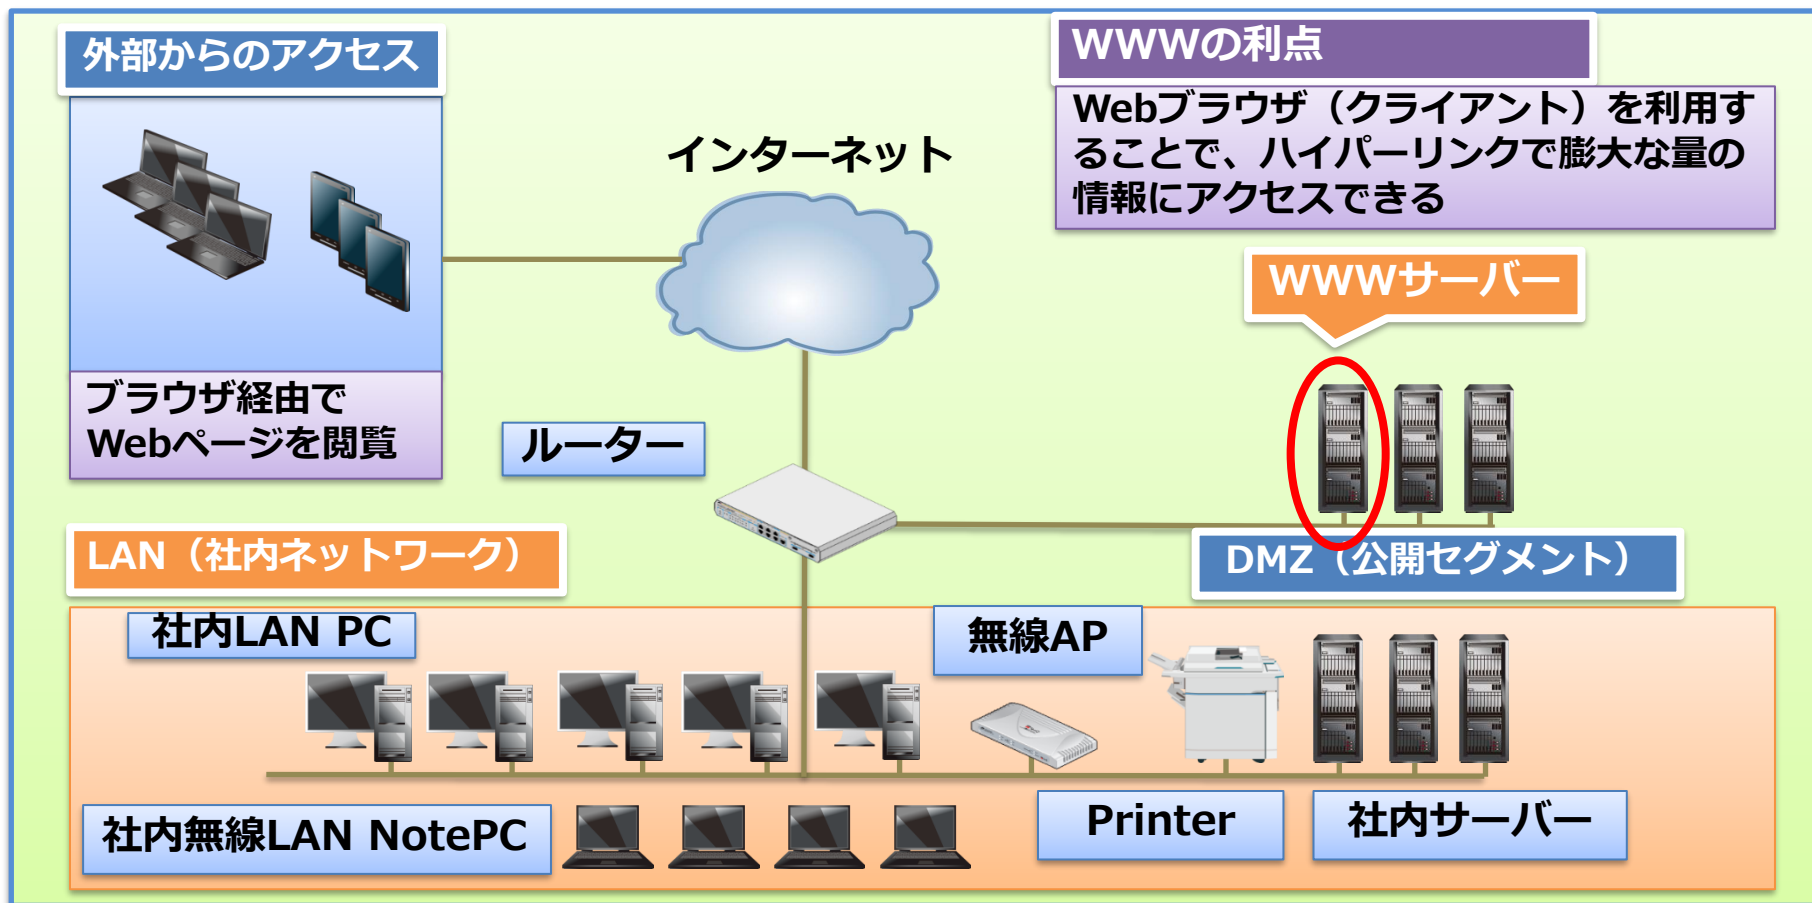 外部からのアクセス
WWWの利点
Webブラウザ（クライアント）を利用す
ることで、ハイパーリンクで膨大な量の
情報にアクセスできる
インターネット
WWWサーバー
ブラウザ経由で
Webページを閲覧
ルーター
LAN（社内ネットワーク）
DMZ（公開セグメント）
社内LAN PC
無線AP
社内無線LAN NotePC
Printer
社内サーバー